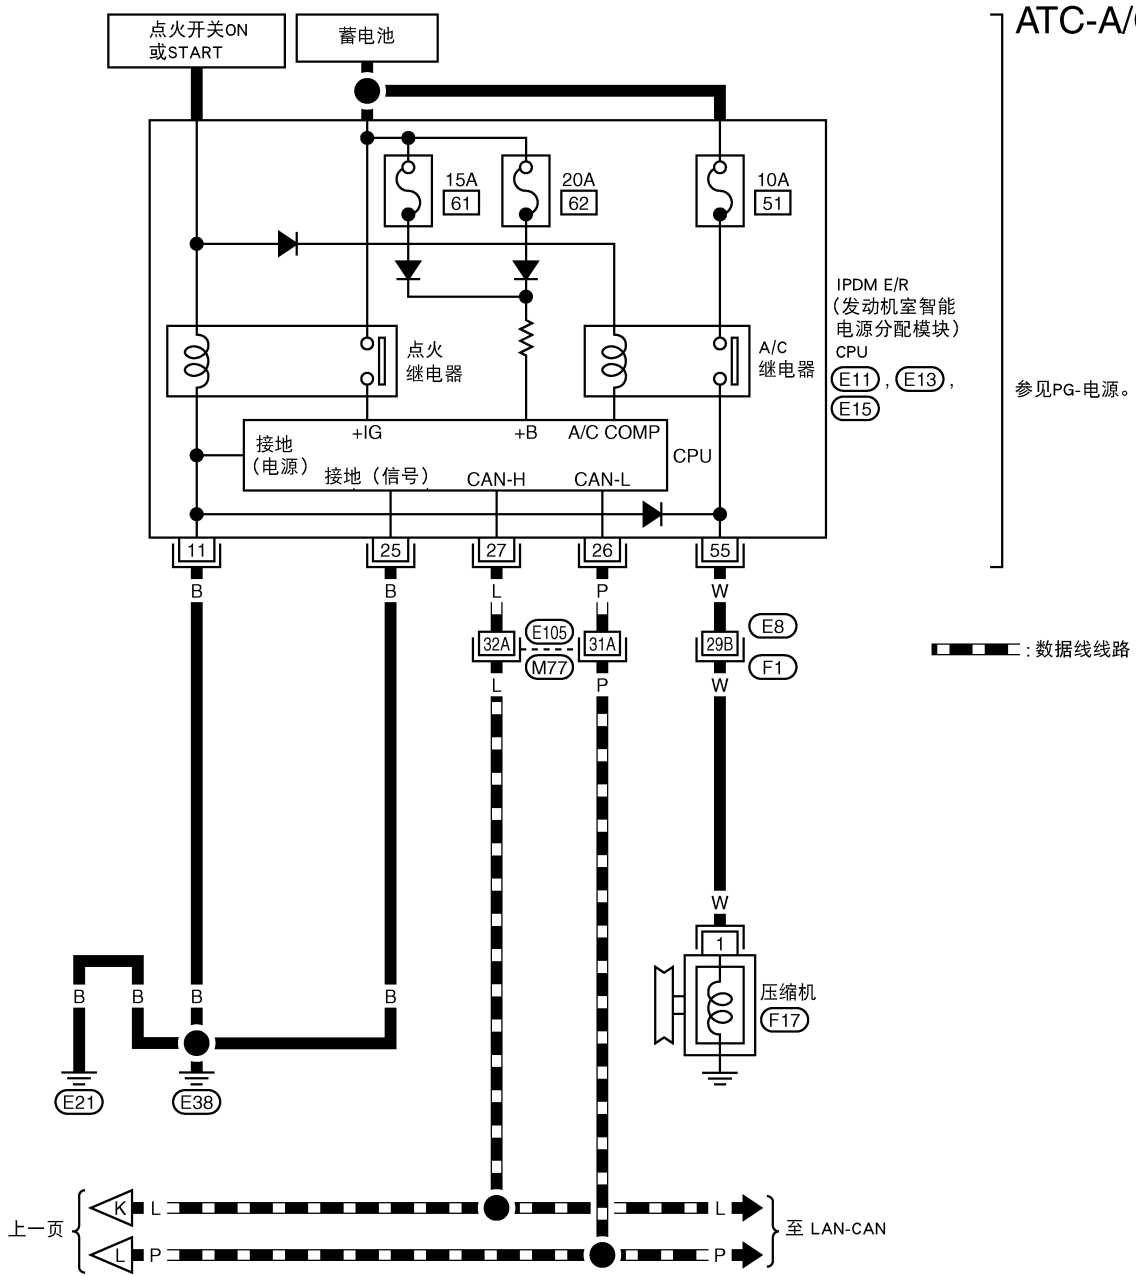 ATC-A/
点火开关ON
或START
蓄电池
15A
61
20A
62
10A
51
IPDM E/R
(发动机室智能
电源分配模块)
CPU
E11 , E13 ,
E15
参见PG-电源。
点火
继电器
A/C
继电器
+IG
+B
A/C COMP
接地
(电源)
接地 (信号)
CAN-H
CAN-L
CPU
11
25
27
26
55
B
B
L
P
W
32A
E105
M77
31A
29B
E8
F1
: 数据线线路
L
P
W
W
1
压缩机
F17
B
B
B
B
E21
E38
上一页
K
L
L
至 LAN-CAN
L
P
P